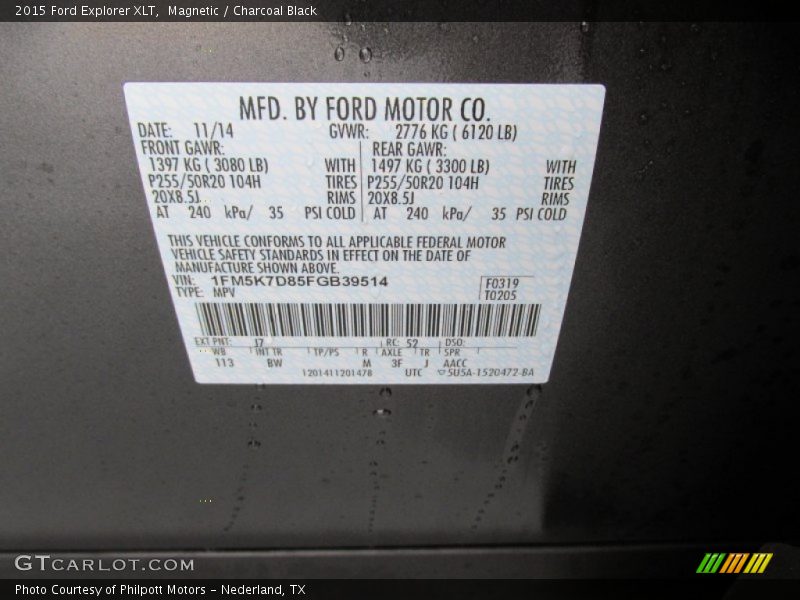 2015 Ford Explorer XLT,  Magnetic / Charcoal Black
MFD. BY FORD MOTOR CO.
DATE: 11/14 GVWR: 2776 KG ( 6120 LB)
FRONT GAWR: REAR GAWR:
1397 KG ( 3080 LB) WITH 1497 KG ( 3300 LB) WITH
P255/50R20 104H TIRES P255/50R20 104H TIRES
20X8.5J RIMS 20X8.5J RIMS
AT 240 kPa/ 35 PSI COLD AT 240 kPa/ 35 PSI COLD
THIS VEHICLE CONFORMS TO ALL APPLICABLE FEDERAL MOTOR
VEHICLE SAFETY STANDARDS IN EFFECT ON THE DATE OF
MANUFACTURE SHOWN ABOVE.
VIN: 1FM5K7D85FGB39514 F0319
TYPE: MPV T0205
EXT PNT: J7 RC: 52 DSO:
WB INT TR TP/PS R AXLE TR SPR
113 BW M 3F J AACC
1201411201478 UTC 5U5A-1520472-BA
GTCARLOT.COM
Photo Courtesy of Philpott Motors – Nederland, TX